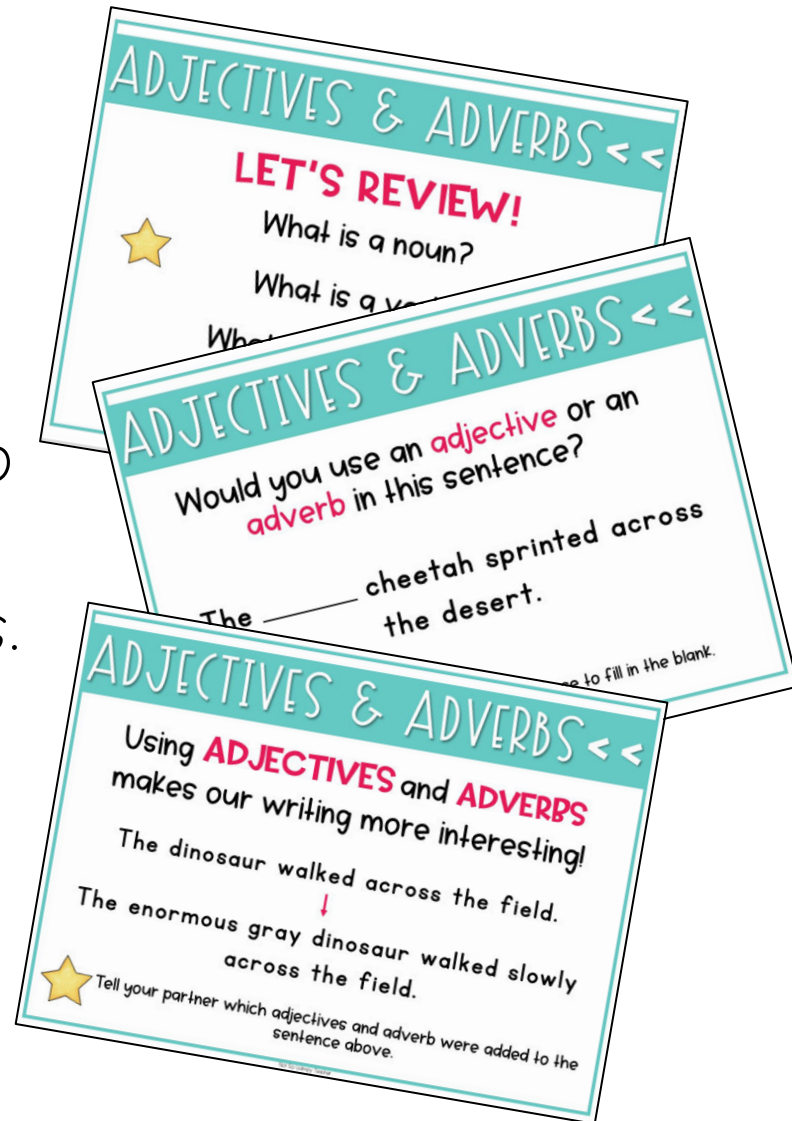 ADJECTIVES & ADVERBS <<
LET'S REVIEW!
What is a noun?
What is a
ADJECTIVES & ADVERBS <<
Would you use an adjective or an
adverb in this sentence?
The ______ cheetah sprinted across
the desert.
to fill in the blank.
s.
ADJECTIVES & ADVERBS <<
Using ADJECTIVES and ADVERBS
makes our writing more interesting!
The dinosaur walked across the field.
↓
The enormous gray dinosaur walked slowly
across the field.
Tell your partner which adjectives and adverb were added to the
sentence above.